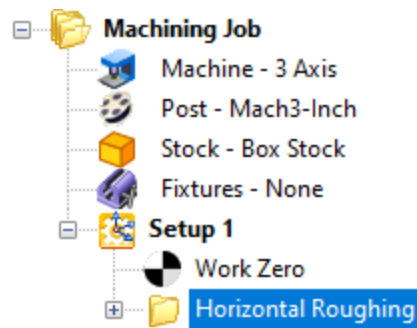 Machining Job
Machine - 3 Axis
Post - Mach3-Inch
Stock - Box Stock
Fixtures - None
Setup 1
Work Zero
Horizontal Roughing